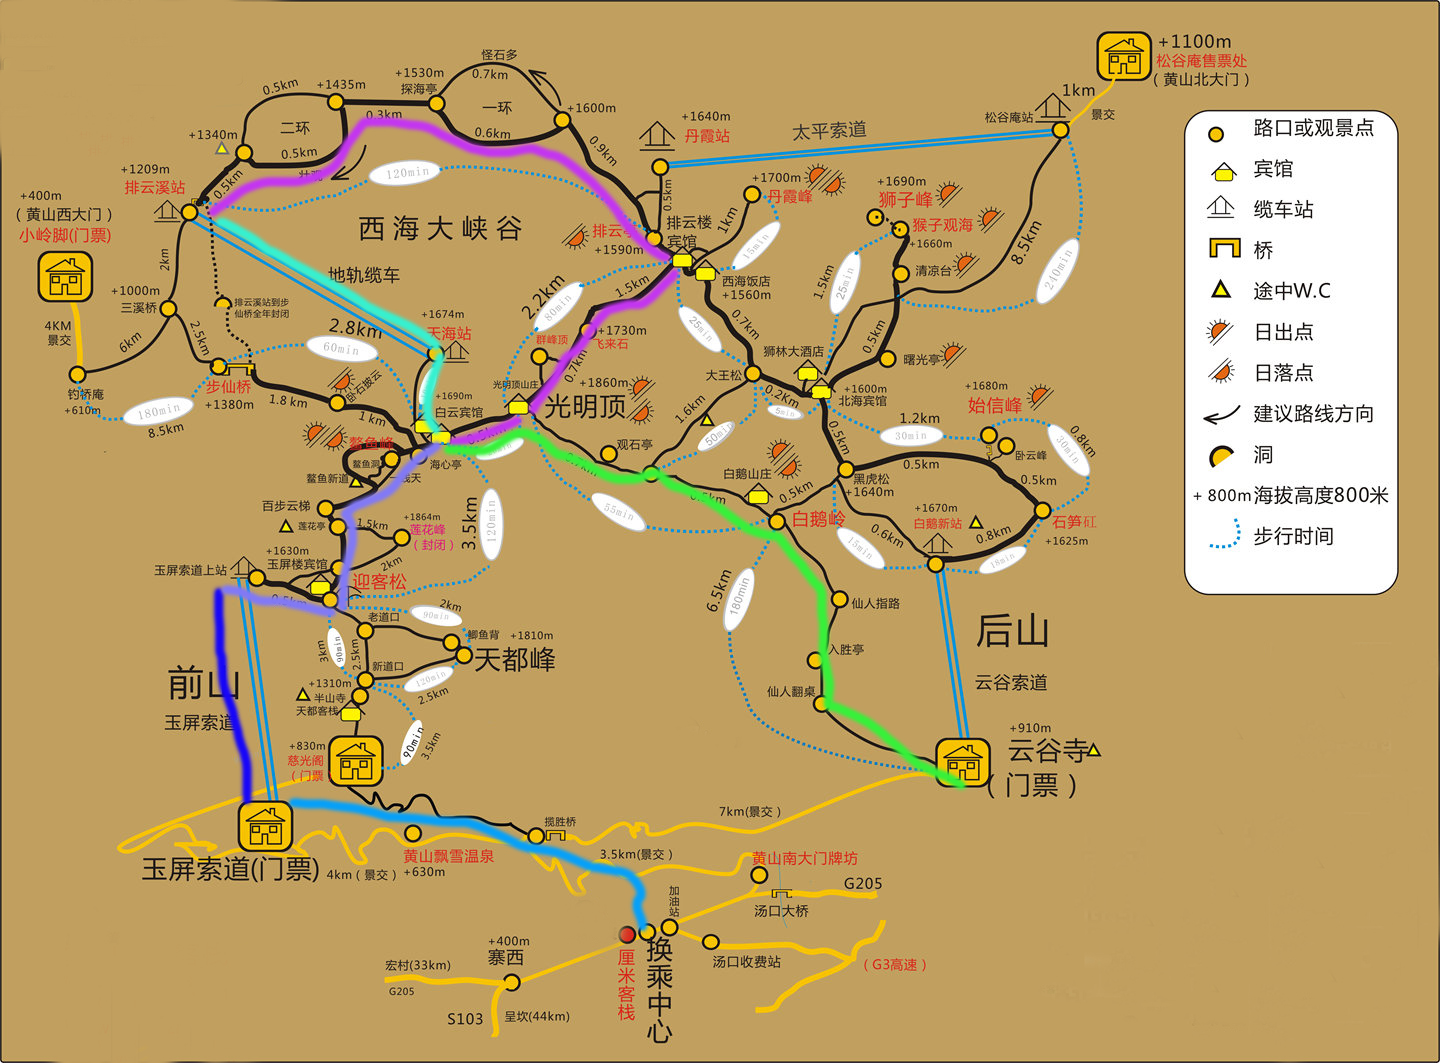 +1100m
松谷庵售票处
（黄山北大门）
1km
景交
松谷庵站
太平索道
怪石多
0.7km
+1530m
探海亭
一环
+1600m
0.6km
0.9km
+1435m
0.5km
0.3km
二环
0.5km
+1340m
+1209m
排云溪站
0.5km
120min
+1640m
丹霞站
0.5km
+1700m
丹霞峰
1km
15min
+1690m
狮子峰
猴子观海
+1660m
清凉台
8.5km
240min
+400m
（黄山西大门）
小岭脚(门票)
4KM
景交
2km
+1000m
三溪桥
6km
钓桥庵
+610m
180min
8.5km
2.5km
步仙桥
+1380m
排云溪站到步
仙桥全年封闭
西海大峡谷
地轨缆车
2.8km
60min
+1674m
天海站
排云亭
+1590m
排云楼
宾馆
西海饭店
+1560m
2.2km
80min
1.5km
群峰顶
+1730m
飞来石
0.7km
25min
0.7km
1.5km
25min
0.5km
曙光亭
狮林大酒店
大王松
0.2Km
5min
+1600m
北海宾馆
+1860m
光明顶
光明顶山庄
+1690m
白云宾馆
0.5km
1.8 km
卧石披云
1 km
鳌鱼峰
鳌鱼洞
鳌鱼新道
一线天
海心亭
百步云梯
莲花亭
1.5km
+1864m
莲花峰
（封闭）
2km
3.5km
120min
观石亭
1.6km
50min
0.5km
55min
白鹅山庄
0.5km
白鹅岭
0.5km
黑虎松
+1640m
1.2km
30min
+1680m
始信峰
卧云峰
0.8km
30min
0.5km
0.5km
石笋矼
+1625m
+1670m
白鹅新站
0.6km
15min
0.8km
18min
玉屏索道上站
+1630m
玉屏楼宾馆
0.5km
迎客松
老道口
2km
90min
鲫鱼背
+1810m
天都峰
3km
90min
2.5km
新道口
120min
2.5km
+1310m
半山寺
天都客栈
90min
3.5km
+830m
慈光阁
（门票）
前山
玉屏索道
玉屏索道(门票)
6.5km
180min
仙人指路
入胜亭
仙人翻桌
后山
云谷索道
+910m
云谷寺
（门票）
7km(景交)
揽胜桥
3.5km(景交)
黄山飘雪温泉
+630m
4km（景交）
黄山南大门牌坊
G205
汤口大桥
加油站
汤口收费站
（G3高速）
换乘中心
厘米客栈
+400m
寨西
宏村(33km)
G205
S103
呈坎(44km)
路口或观景点
宾馆
缆车站
桥
途中W.C
日出点
日落点
建议路线方向
洞
+ 800m海拔高度800米
步行时间